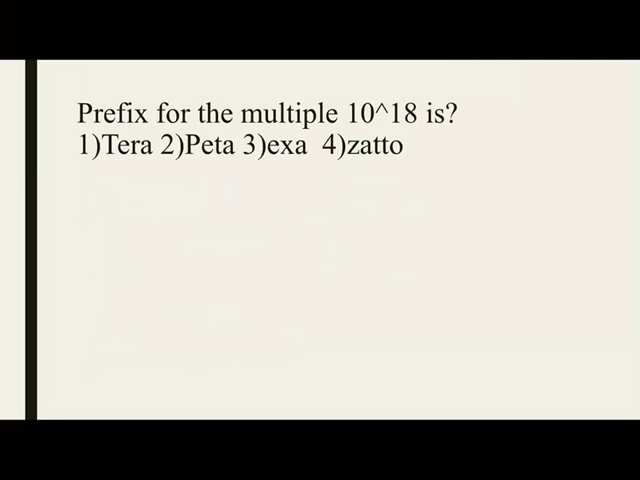 Prefix for the multiple 10^18 is?
1)Tera 2)Peta 3)exa  4)zatto